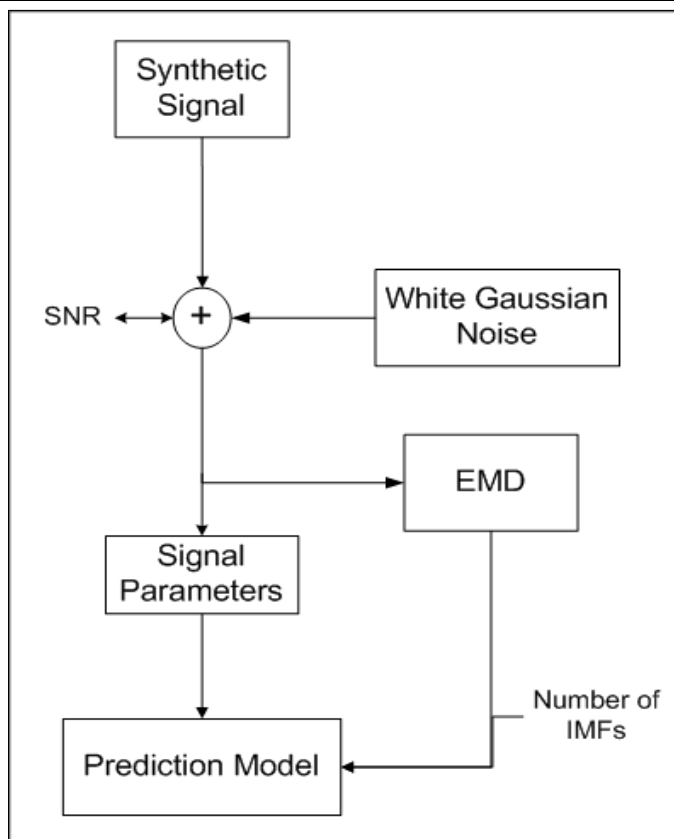 Synthetic
Signal
+
SNR
White Gaussian
Noise
EMD
Signal
Parameters
Number of
IMFs
Prediction Model